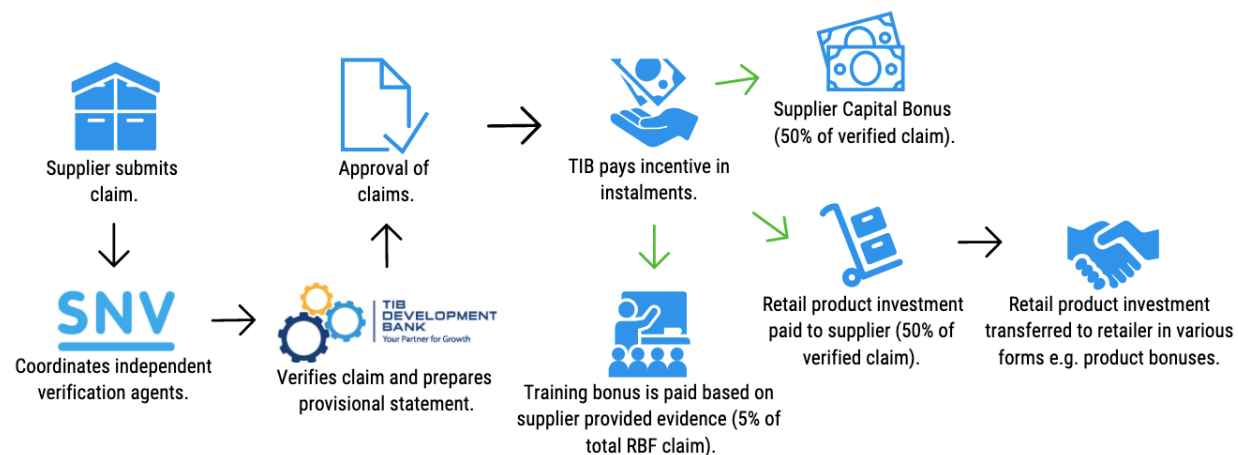 Supplier submits
claim.
SNV
Coordinates independent
verification agents.
TIB
DEVELOPMENT
BANK
Your Partner for Growth
Verifies claim and prepares
provisional statement.
Approval of
claims.
TIB pays incentive in
instalments.
Supplier Capital Bonus
(50% of verified claim).
Training bonus is paid based on
supplier provided evidence (5% of
total RBF claim).
Retail product investment
paid to supplier (50% of
verified claim).
Retail product investment
transferred to retailer in various
forms e.g. product bonuses.